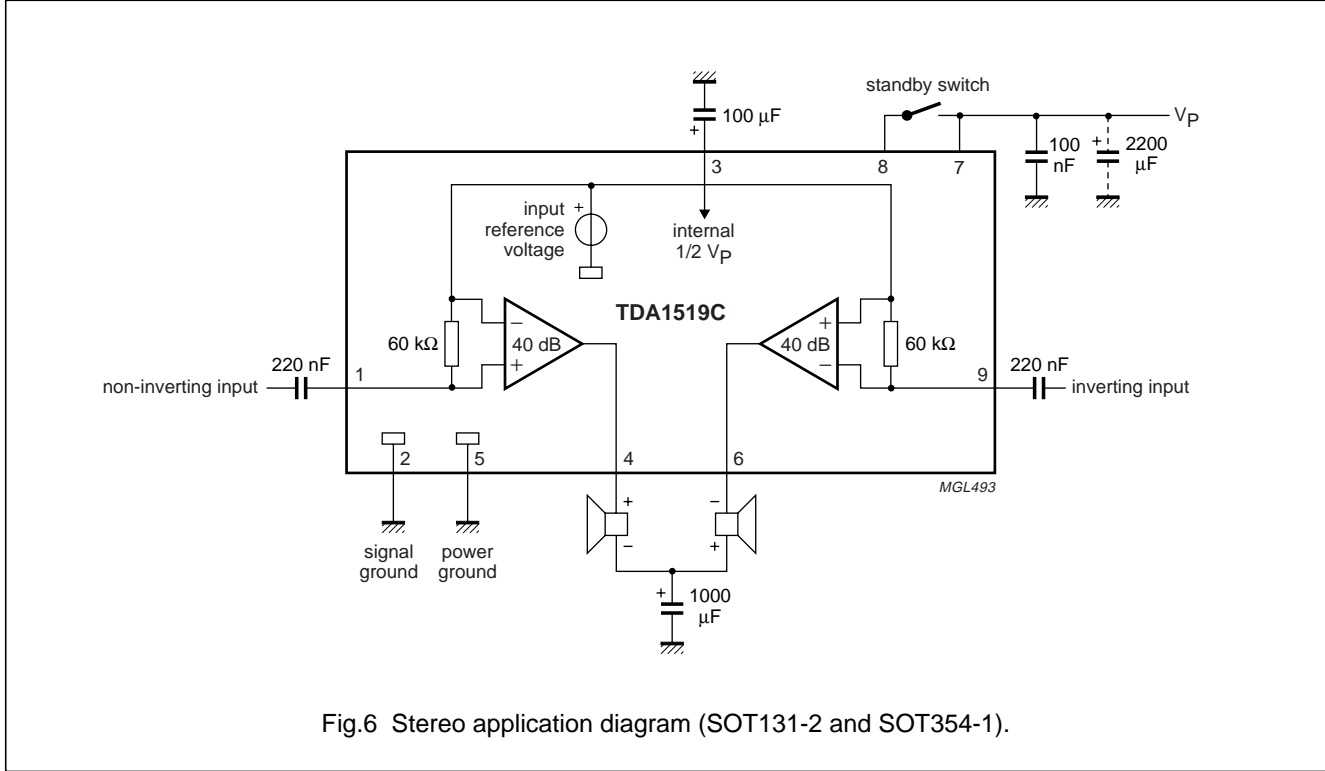 standby switch
100 μF
+
VP
100
nF
+
2200
μF
3
8
7
input
reference
voltage
+
internal
1/2 VP
TDA1519C
60 kΩ
−
40 dB
+
+
40 dB
−
60 kΩ
220 nF
1
non-inverting input
9
220 nF
inverting input
2
5
4
6
MGL493
signal
ground
power
ground
+
−
−
+
+
1000
μF
Fig.6 Stereo application diagram (SOT131-2 and SOT354-1).